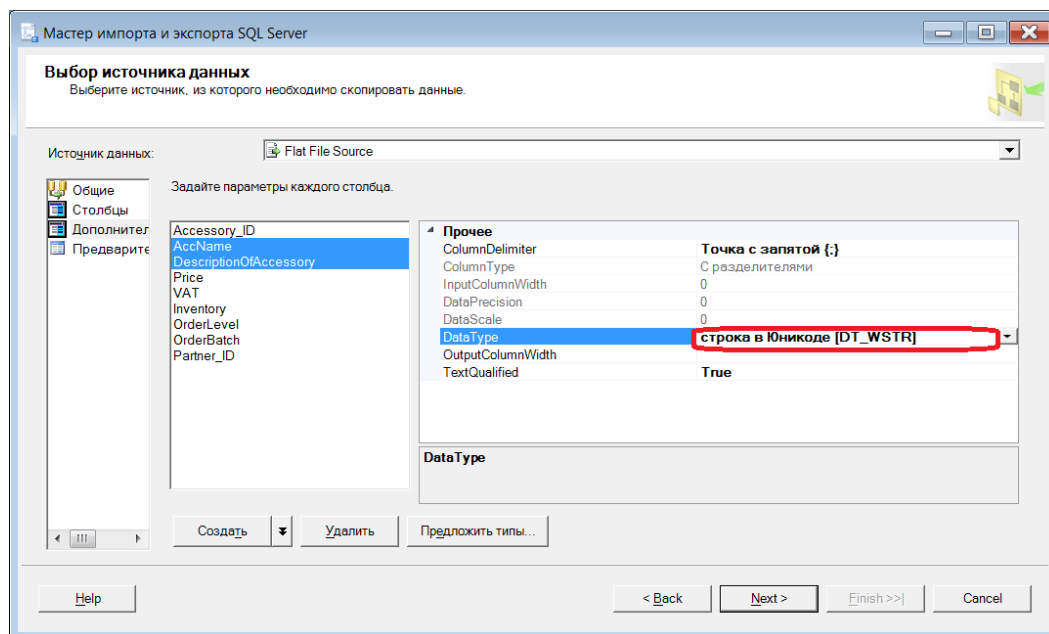 Мастер импорта и экспорта SQL Server
Выбор источника данных
Выберите источник, из которого необходимо скопировать данные.
Источник данных:
Flat File Source
Общие
Столбцы
Дополнител
Предварите
Задайте параметры каждого столбца.
Accessory_ID
AccName
DescriptionOfAccessory
Price
VAT
Inventory
OrderLevel
OrderBatch
Partner_ID
Прочее
ColumnDelimiter Точка с запятой {;}
ColumnType С разделителями
InputColumnWidth 0
DataPrecision 0
DataScale 0
DataType строка в Юникоде [DT_WSTR]
OutputColumnWidth
TextQualified True
DataType
Создать
Удалить
Предложить типы...
Help
< Back
Next >
Finish >>|
Cancel